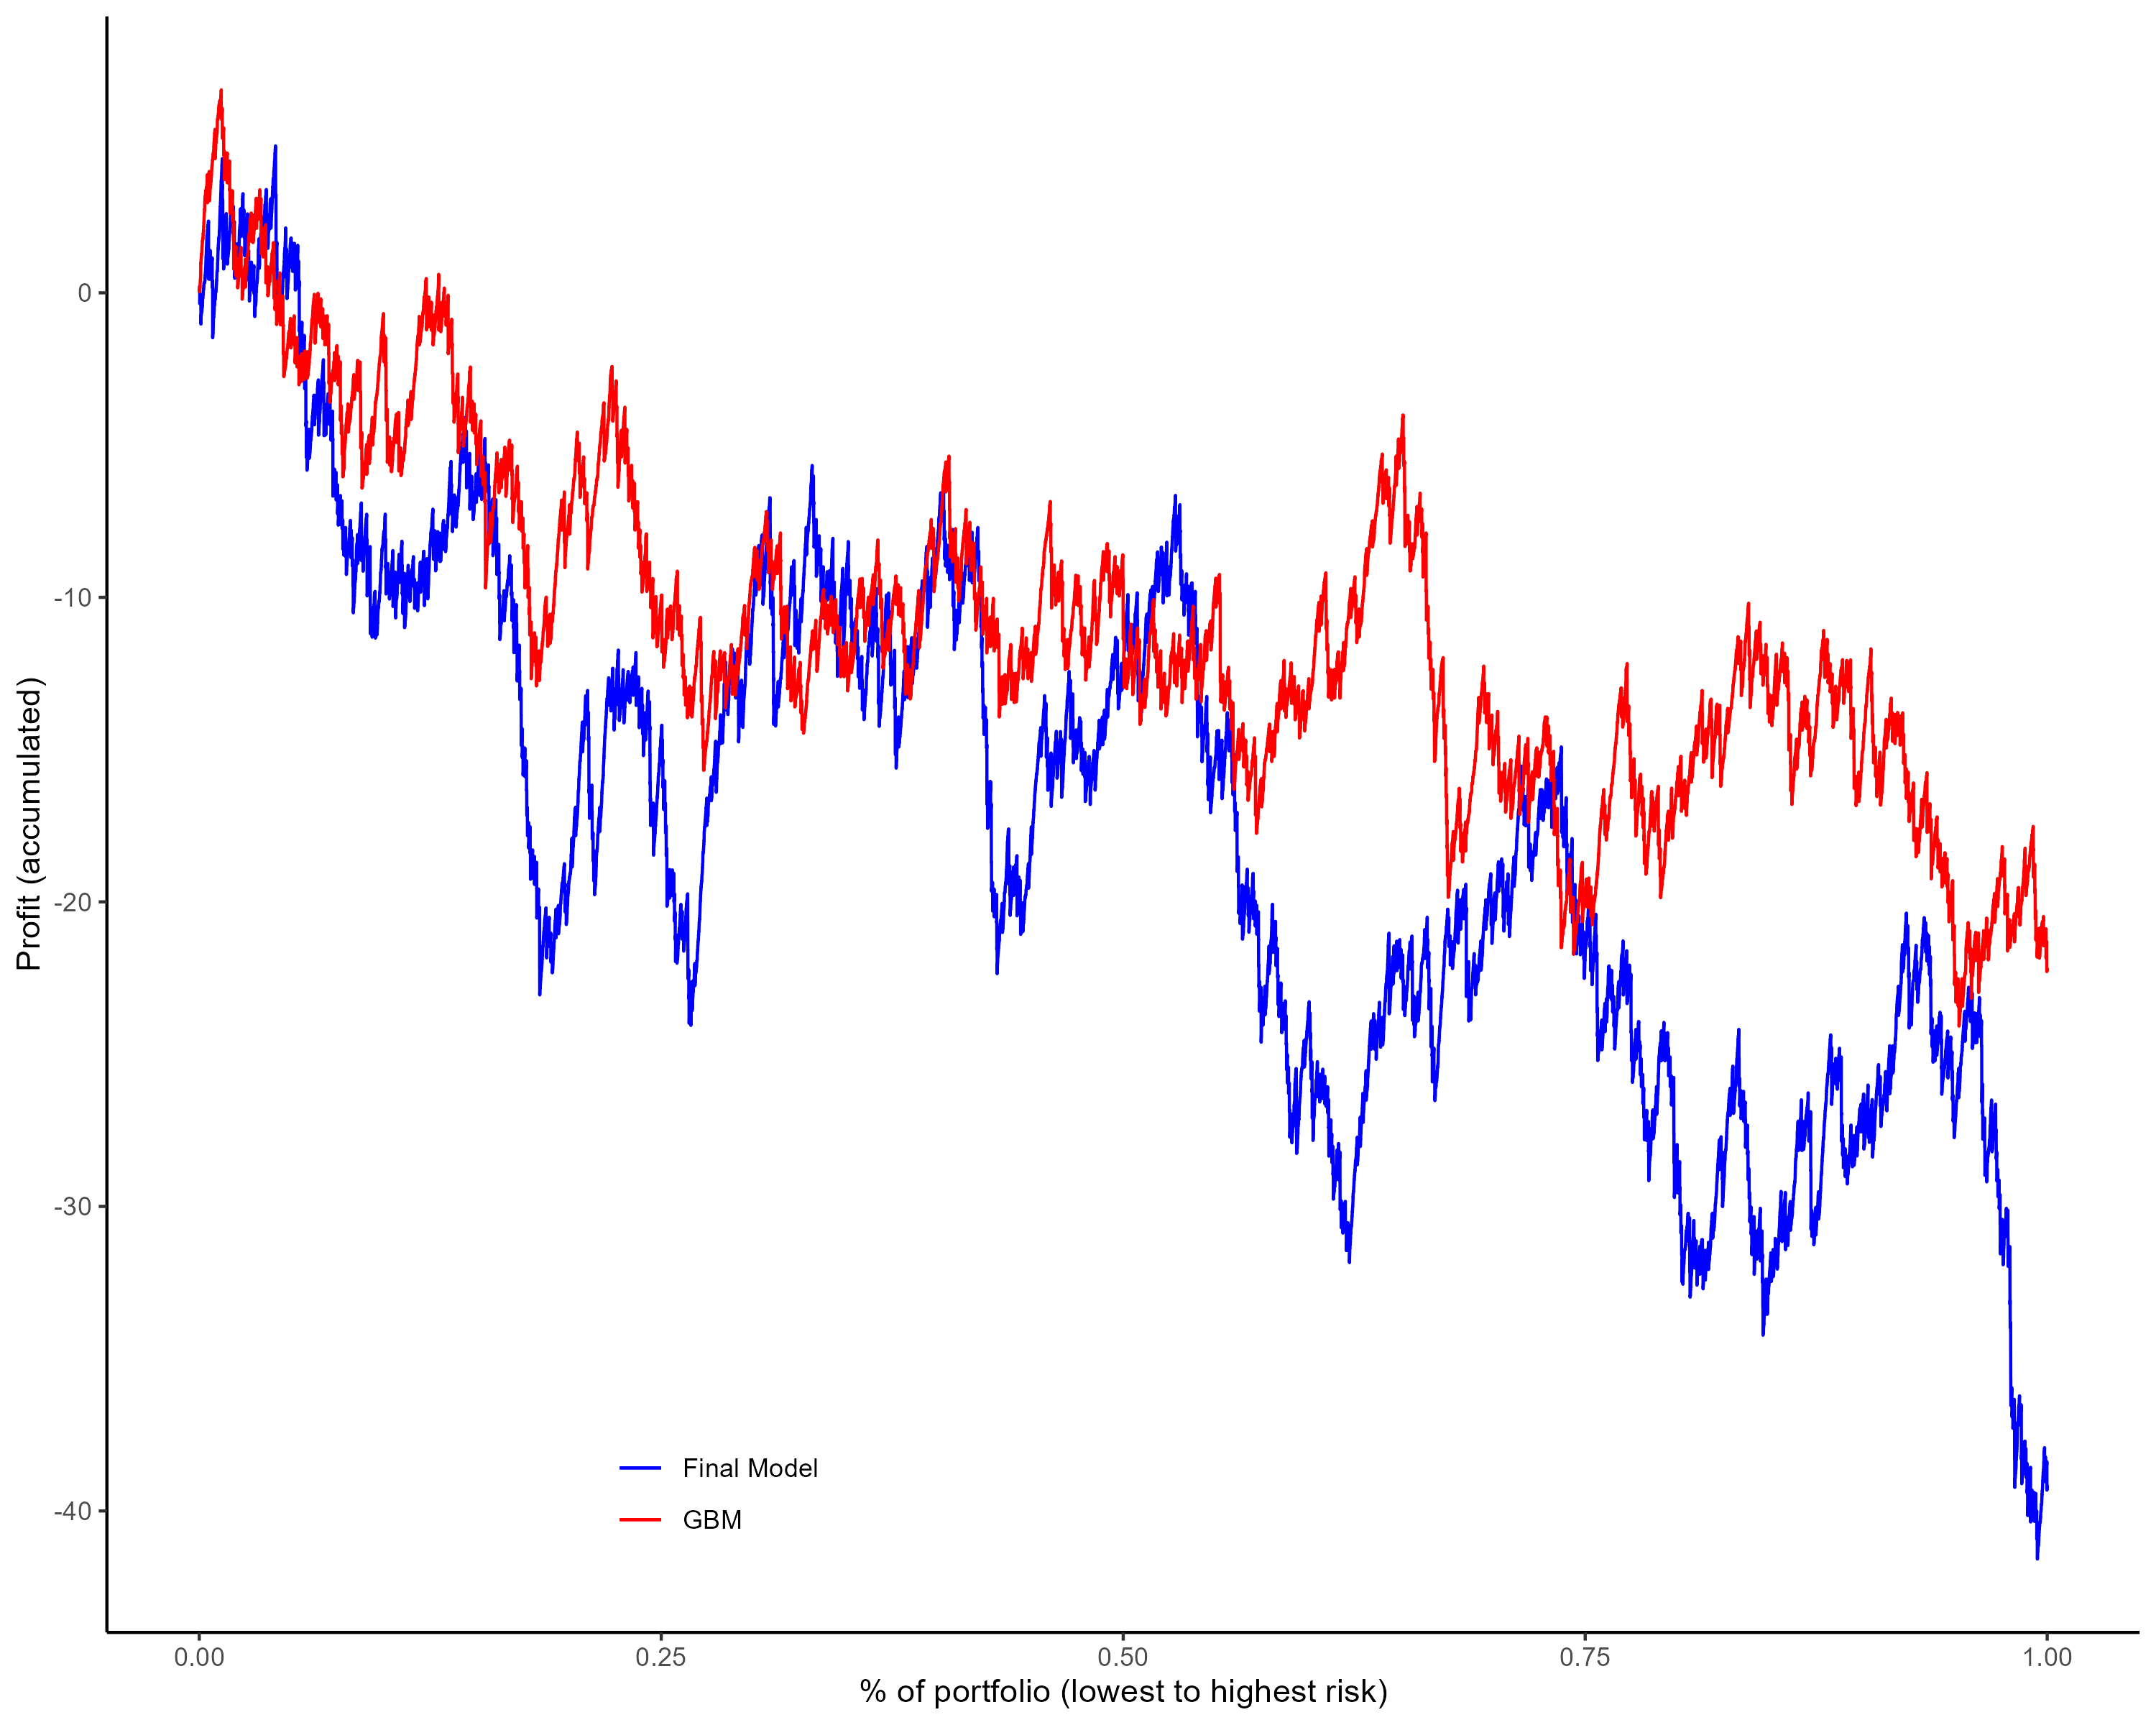 Profit (accumulated)
0
-10
-20
-30
-40
Final Model
GBM
0.00
0.25
0.50
0.75
1.00
% of portfolio (lowest to highest risk)